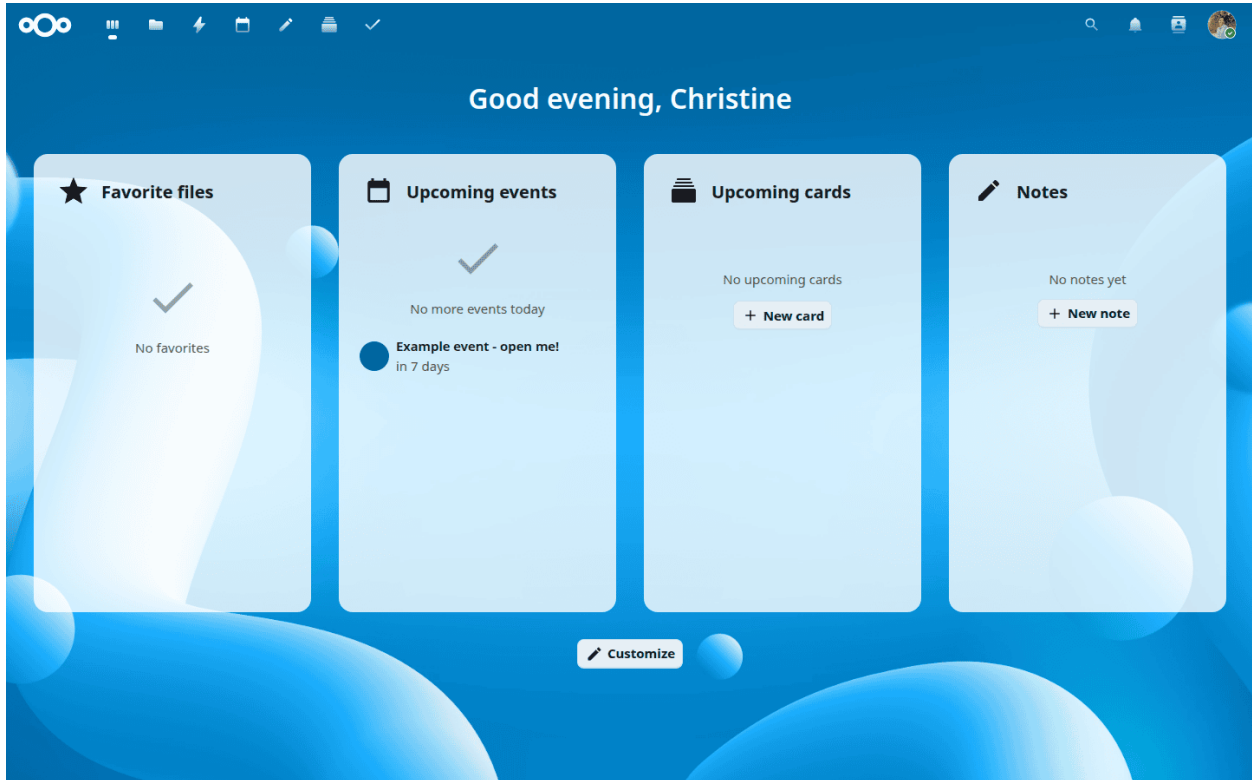 Good evening, Christine
Favorite files
No favorites
Upcoming events
No more events today
Example event - open me!
in 7 days
Upcoming cards
No upcoming cards
+ New card
Notes
No notes yet
+ New note
Customize